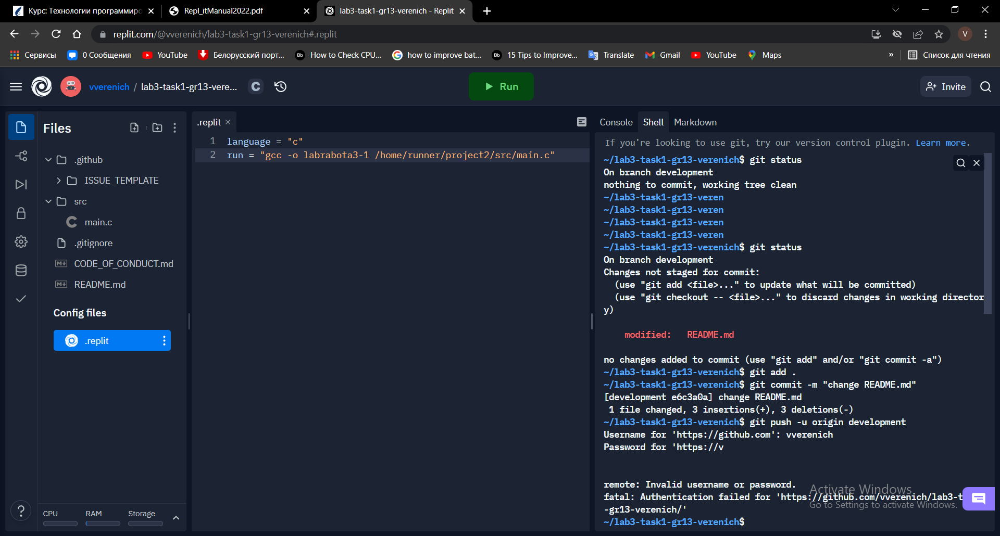 Курс: Технологии программиро
Repl_itManual2022.pdf
lab3-task1-gr13-verenich - Replit
replit.com/@vverenich/lab3-task1-gr13-verenich#.replit
V
Сервисы
0 Сообщения
YouTube
Белорусский порт...
Bb
How to Check CPU...
how to improve bat...
Bb
15 Tips to Improve...
Translate
Gmail
YouTube
Maps
»
Список для чтения
vverenich / lab3-task1-gr13-vere...
C
Run
Invite
Files
.github
ISSUE_TEMPLATE
src
main.c
.gitignore
CODE_OF_CONDUCT.md
README.md
Config files
.replit
CPU
RAM
Storage
?
.replit
1 language = "c"
2 run = "gcc -o labrabota3-1 /home/runner/project2/src/main.c"
Console
Shell
Markdown
If you're looking to use git, try our version control plugin. Learn more.
~/lab3-task1-gr13-verenich$ git status
On branch development
nothing to commit, working tree clean
~/lab3-task1-gr13-veren
~/lab3-task1-gr13-veren
~/lab3-task1-gr13-veren
~/lab3-task1-gr13-veren
~/lab3-task1-gr13-verenich$ git status
On branch development
Changes not staged for commit:
(use "git add <file>..." to update what will be committed)
(use "git checkout -- <file>..." to discard changes in working director
y)
modified: README.md
no changes added to commit (use "git add" and/or "git commit -a")
~/lab3-task1-gr13-verenich$ git add .
~/lab3-task1-gr13-verenich$ git commit -m "change README.md"
[development e6c3a0a] change README.md
1 file changed, 3 insertions(+), 3 deletions(-)
~/lab3-task1-gr13-verenich$ git push -u origin development
Username for 'https://github.com': vverenich
Password for 'https://v
remote: Invalid username or password.
fatal: Authentication failed for 'https://github.com/vverenich/lab3-t
-gr13-verenich/'
~/lab3-task1-gr13-verenich$
Activate Windows
Go to Settings to activate Windows.